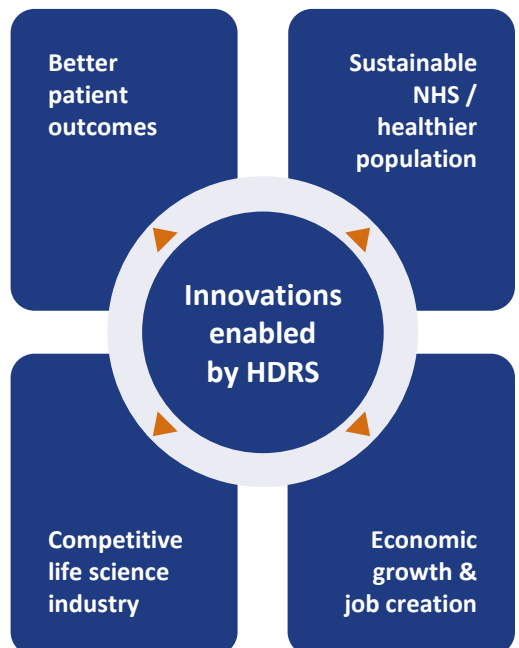 Better
patient
outcomes
Sustainable
NHS /
healthier
population
Innovations
enabled
by HDRS
Competitive
life science
industry
Economic
growth &
job creation